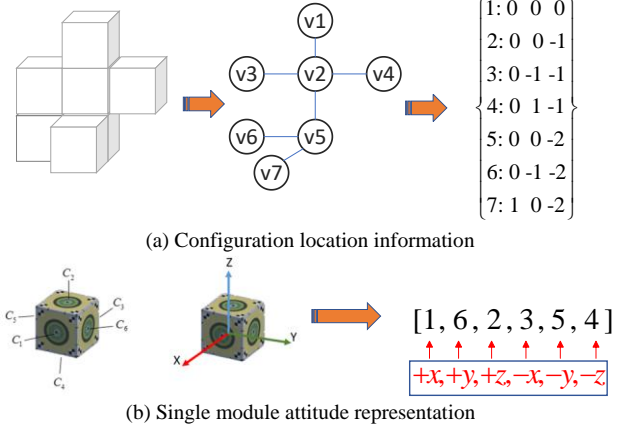 v1
v3
v2
v4
v6
v5
v7
1: 0 0 0
2: 0 0 -1
3: 0 -1 -1
4: 0 1 -1
5: 0 0 -2
6: 0 -1 -2
7: 1 0 -2
(a) Configuration location information
C2
C3
C5
C6
C1
C4
Z
Y
X
[1, 6, 2, 3, 5, 4]
+x,+y,+z,−x,−y,−z
(b) Single module attitude representation